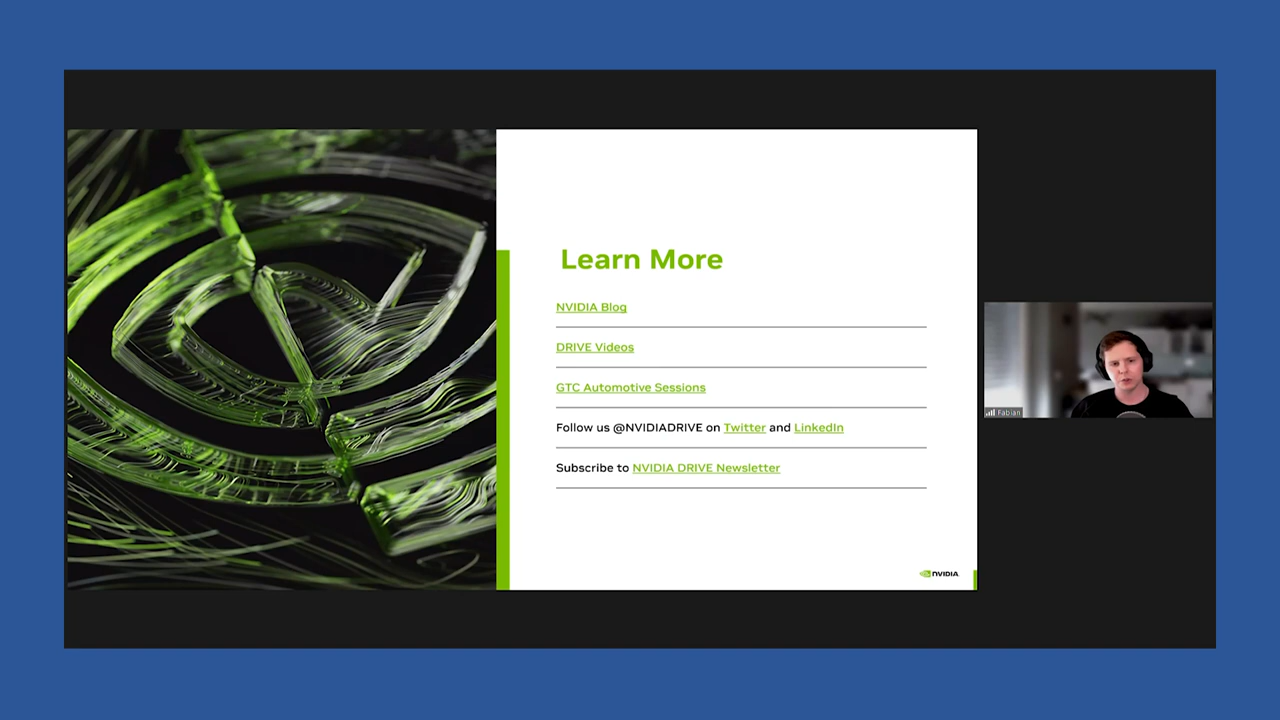 Learn More
NVIDIA Blog
DRIVE Videos
GTC Automotive Sessions
Follow us @NVIDIADRIVE on Twitter and LinkedIn
Subscribe to NVIDIA DRIVE Newsletter
NVIDIA
Fabian